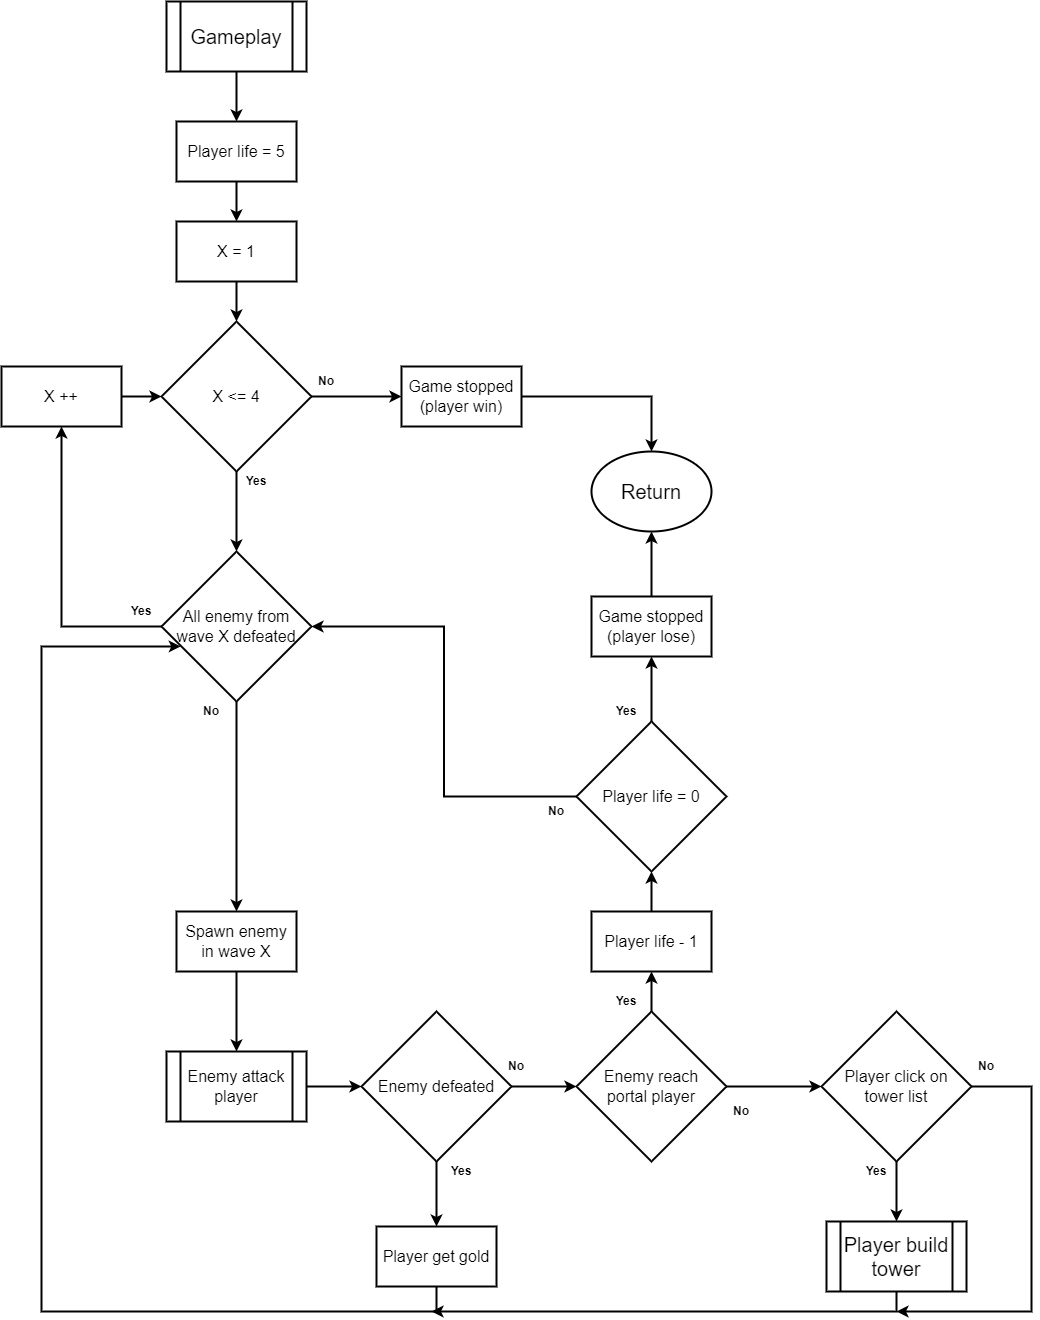 Gameplay
Player life = 5
X = 1
X ++
X <= 4
No
Game stopped
(player win)
Yes
Return
Yes
All enemy from
wave X defeated
Game stopped
(player lose)
No
Yes
Player life = 0
No
Spawn enemy
in wave X
Player life - 1
Yes
Enemy attack
player
Enemy defeated
No
Enemy reach
portal player
No
Player click on
tower list
No
Yes
Yes
Player get gold
Player build
tower